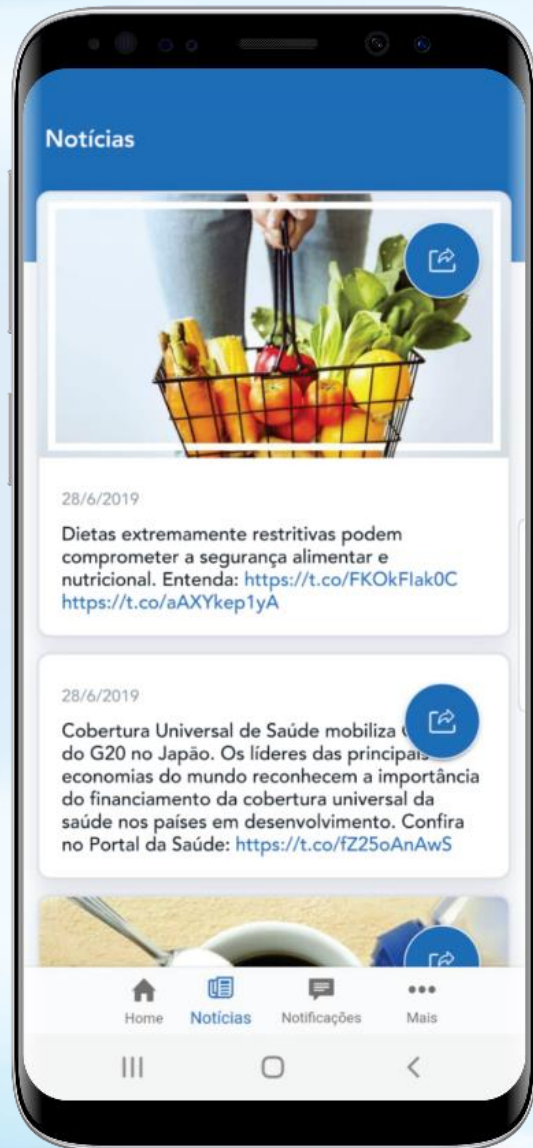 Notícias
28/6/2019
Dietas extremamente restritivas podem
comprometer a segurança alimentar e
nutricional. Entenda: https://t.co/FKOkFlak0C
https://t.co/aAXYkep1yA
28/6/2019
Cobertura Universal de Saúde mobiliza
do G20 no Japão. Os líderes das principais
economias do mundo reconhecem a importância
do financiamento da cobertura universal da
saúde nos países em desenvolvimento. Confira
no Portal da Saúde: https://t.co/fZ25oAnAwS
Home Notícias Notificações Mais